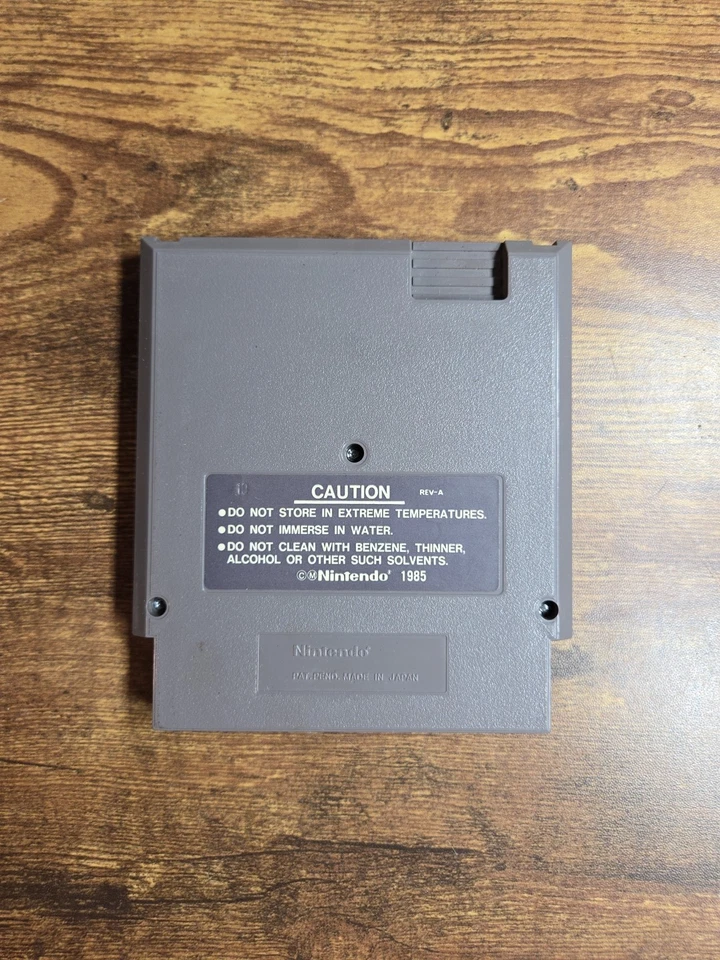 CAUTION REV-A
●DO NOT STORE IN EXTREME TEMPERATURES.
●DO NOT IMMERSE IN WATER.
●DO NOT CLEAN WITH BENZENE, THINNER,
ALCOHOL OR OTHER SUCH SOLVENTS.
©Ⓜ Nintendo® 1985
Nintendo®
PAT. PEND. MADE IN JAPAN